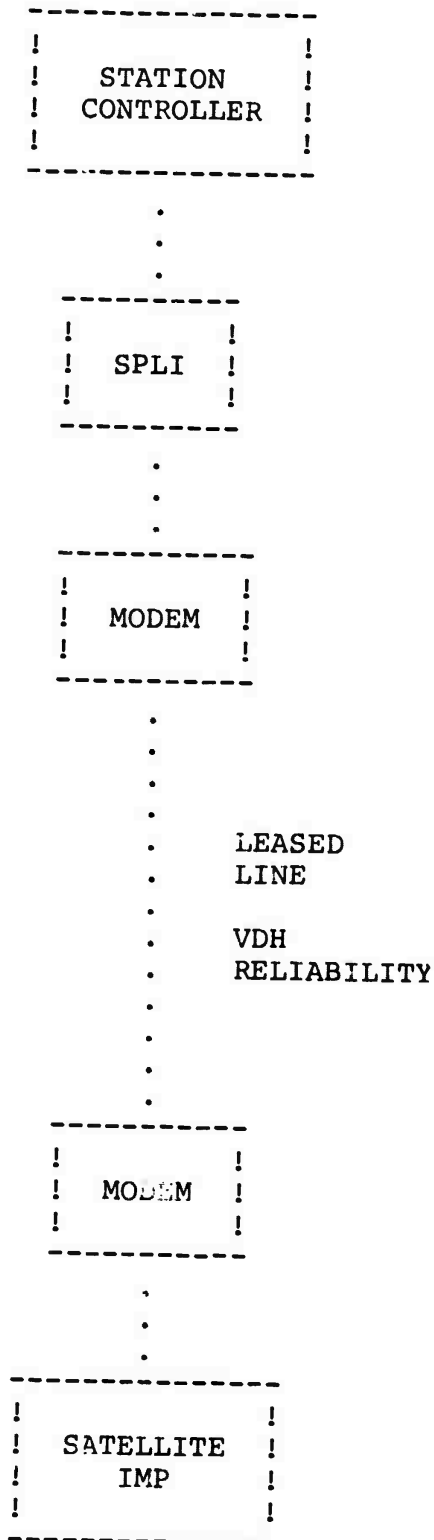 STATION
CONTROLLER
SPLI
MODEM
LEASED
LINE
VDH
RELIABILITY
MODEM
SATELLITE
IMP